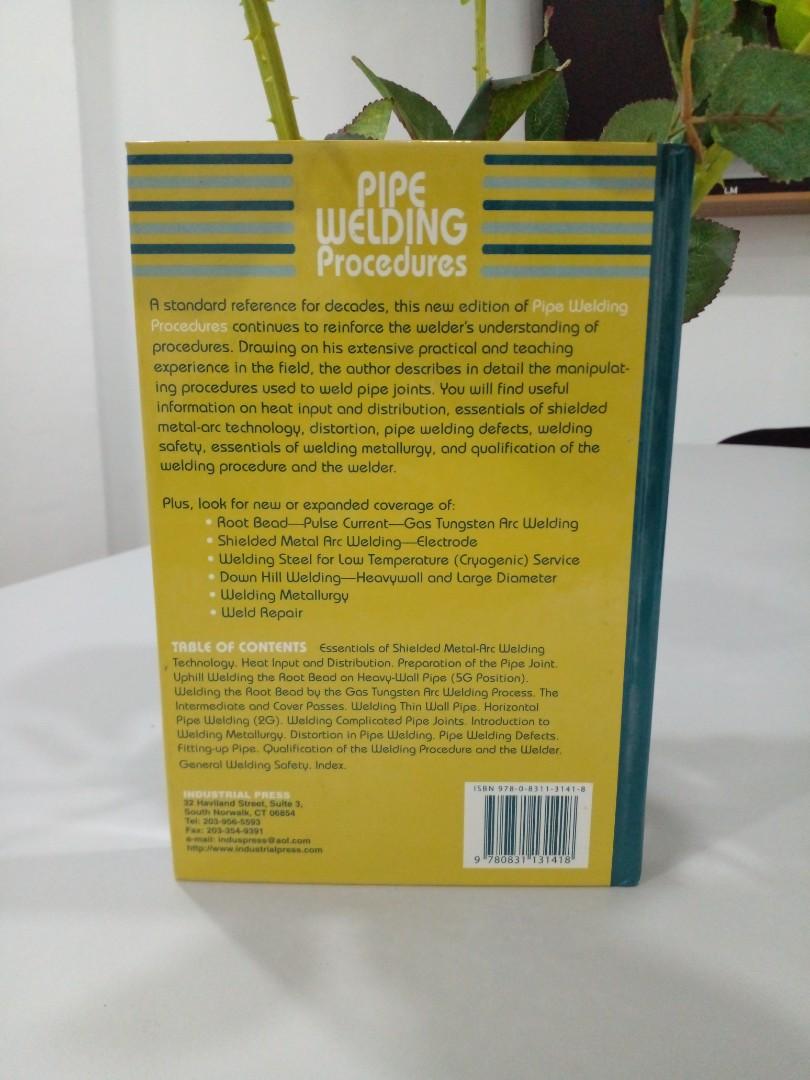 PIPE
WELDING
Procedures
A standard reference for decades, this new edition of Pipe Welding
Procedures continues to reinforce the welder's understanding of
procedures. Drawing on his extensive practical and teaching
experience in the field, the author describes in detail the manipulat-
ing procedures used to weld pipe joints. You will find useful
information on heat input and distribution, essentials of shielded
metal-arc technology, distortion, pipe welding defects, welding
safety, essentials of welding metallurgy, and qualification of the
welding procedure and the welder.
Plus, look for new or expanded coverage of:
• Root Bead—Pulse Current—Gas Tungsten Arc Welding
• Shielded Metal Arc Welding—Electrode
• Welding Steel for Low Temperature (Cryogenic) Service
• Down Hill Welding—Heavywall and Large Diameter
• Welding Metallurgy
• Weld Repair
TABLE OF CONTENTS Essentials of Shielded Metal-Arc Welding
Technology. Heat Input and Distribution. Preparation of the Pipe Joint.
Uphill Welding the Root Bead on Heavy-Wall Pipe (5G Position).
Welding the Root Bead by the Gas Tungsten Arc Welding Process. The
Intermediate and Cover Passes. Welding Thin Wall Pipe. Horizontal
Pipe Welding (2G). Welding Complicated Pipe Joints. Introduction to
Welding Metallurgy. Distortion in Pipe Welding. Pipe Welding Defects.
Fitting-up Pipe. Qualification of the Welding Procedure and the Welder.
General Welding Safety. Index.
INDUSTRIAL PRESS
32 Haviland Street, Suite 3,
South Norwalk, CT 06854
Tel: 203-956-5593
Fax: 203-354-9391
e-mail: induspress@aol.com
http://www.industrialpress.com
ISBN 978-0-8311-3141-8
9 780831 131418
LM